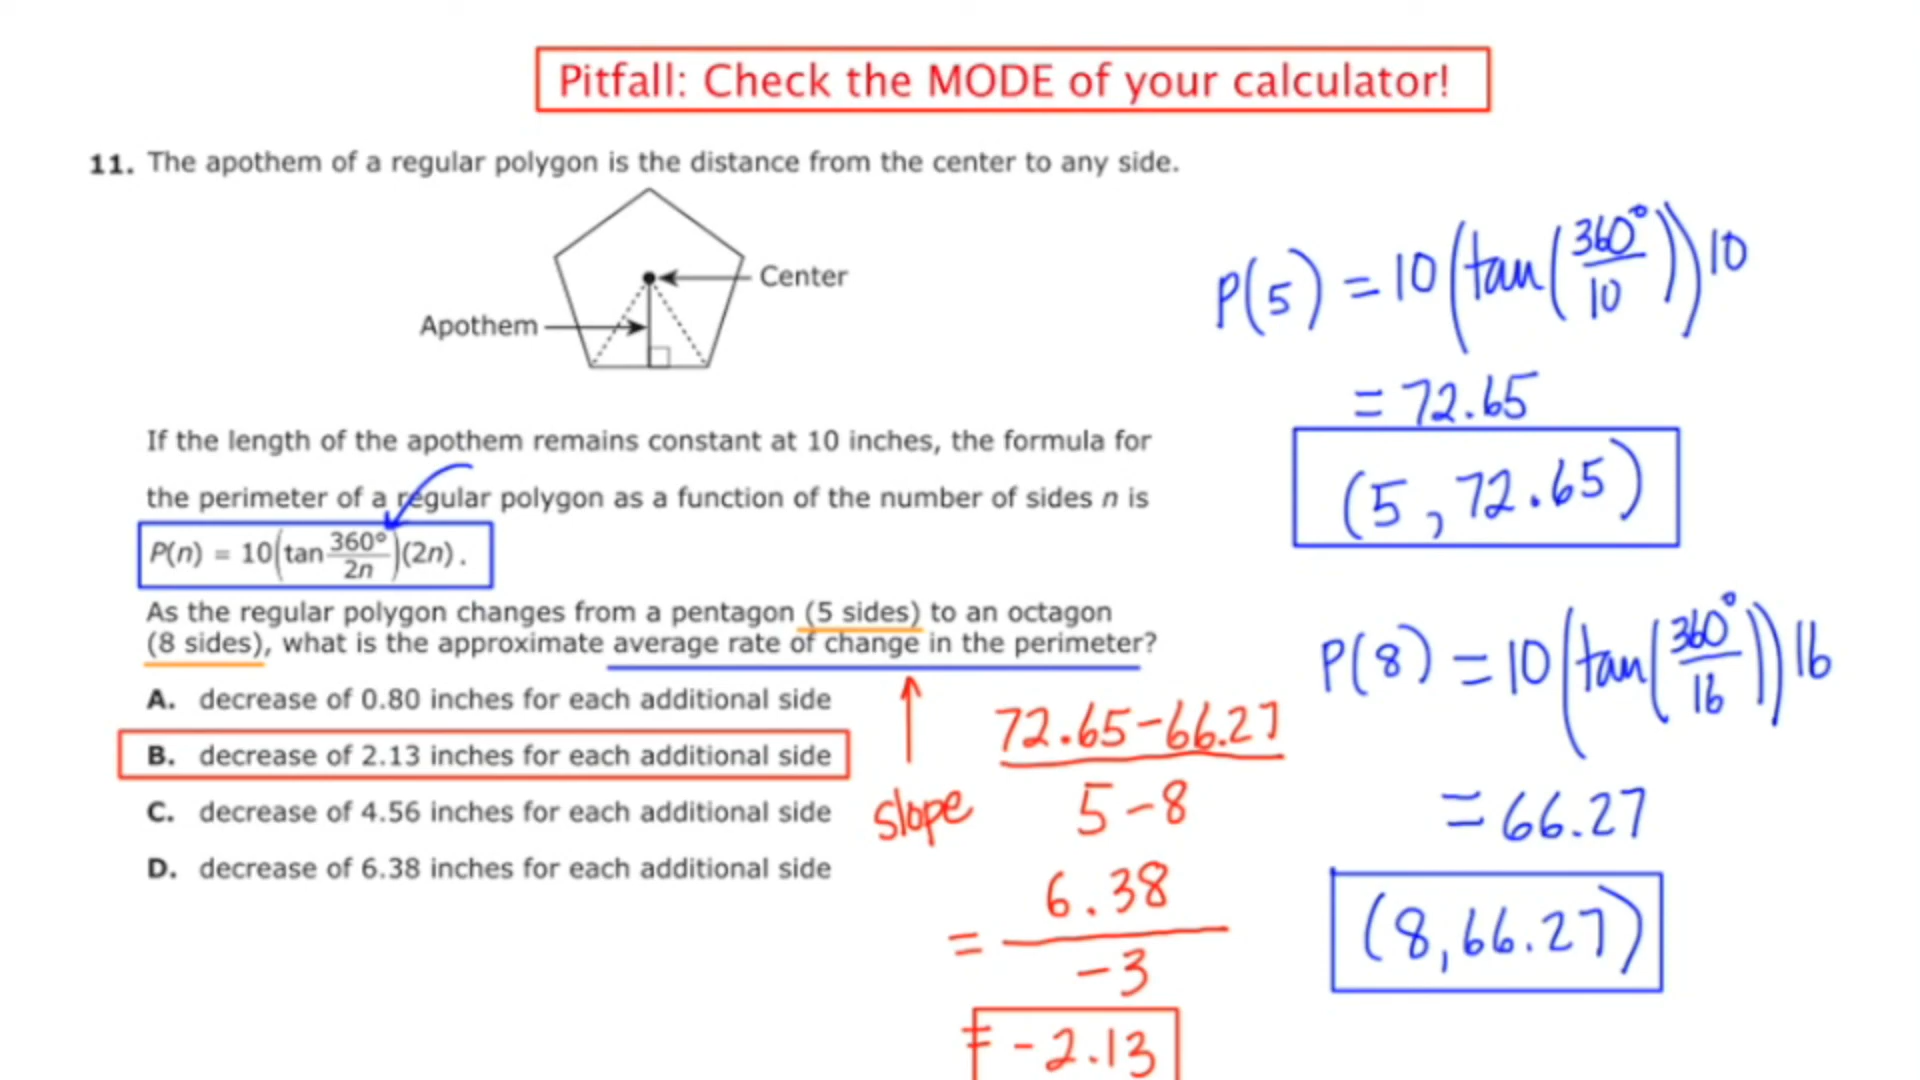 Pitfall: Check the MODE of your calculator!
11. The apothem of a regular polygon is the distance from the center to any side.
Center
Apothem
If the length of the apothem remains constant at 10 inches, the formula for
the perimeter of a regular polygon as a function of the number of sides n is
P(n) = 10(tan 360°/2n)(2n).
As the regular polygon changes from a pentagon (5 sides) to an octagon
(8 sides), what is the approximate average rate of change in the perimeter?
A. decrease of 0.80 inches for each additional side
B. decrease of 2.13 inches for each additional side
C. decrease of 4.56 inches for each additional side
D. decrease of 6.38 inches for each additional side
slope
72.65-66.27
5-8
= 6.38
-3
= -2.13
P(5) = 10(tan(360°/10))10
= 72.65
(5, 72.65)
P(8) = 10(tan(360°/16))16
= 66.27
(8, 66.27)